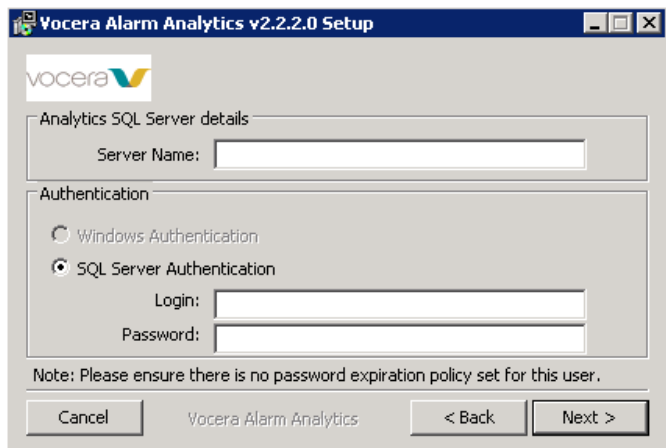 Vocera Alarm Analytics v2.2.2.0 Setup
vocera
Analytics SQL Server details
Server Name:
Authentication
Windows Authentication
SQL Server Authentication
Login:
Password:
Note: Please ensure there is no password expiration policy set for this user.
Cancel Vocera Alarm Analytics < Back Next >